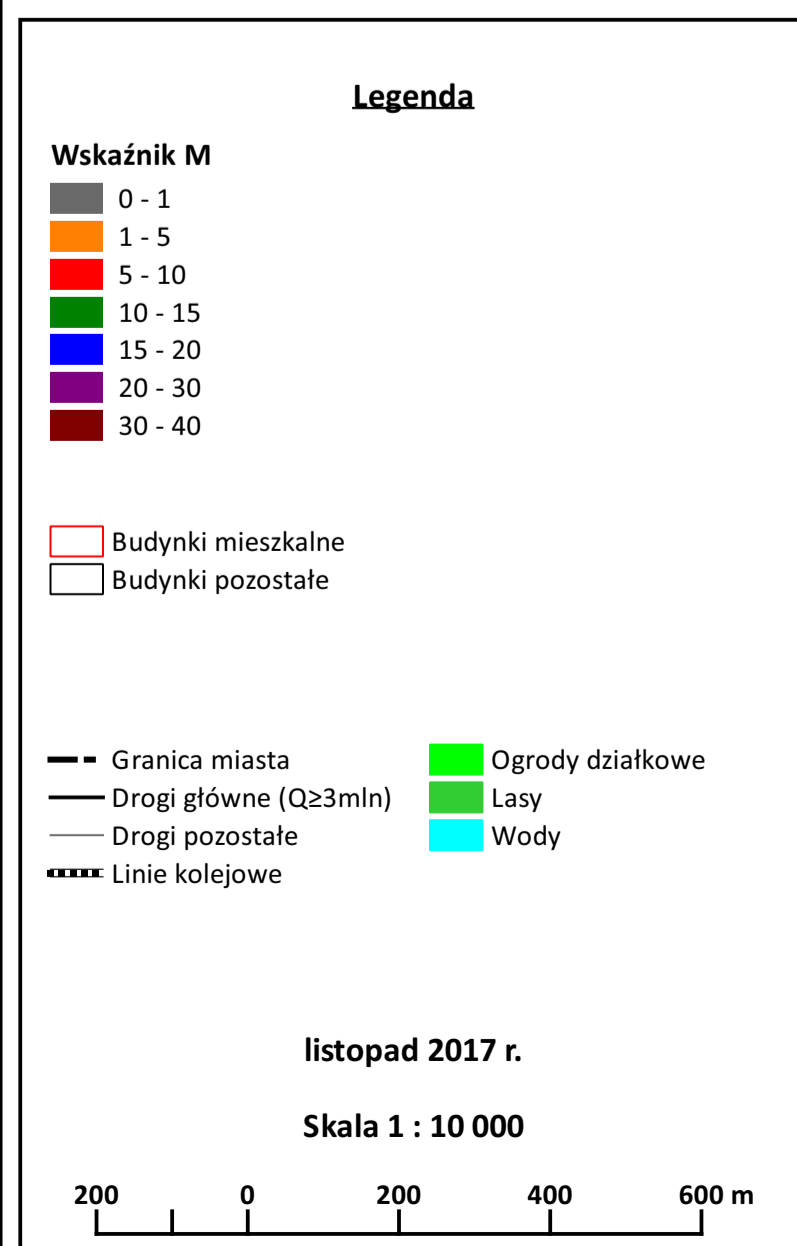 Legenda
Wskaźnik M
0 - 1
1 - 5
5 - 10
10 - 15
15 - 20
20 - 30
30 - 40
Budynki mieszkalne
Budynki pozostałe
Granica miasta
Drogi główne (Q≥3mln)
Drogi pozostałe
Linie kolejowe
Ogrody działkowe
Lasy
Wody
listopad 2017 r.
Skala 1 : 10 000
200 0 200 400 600 m